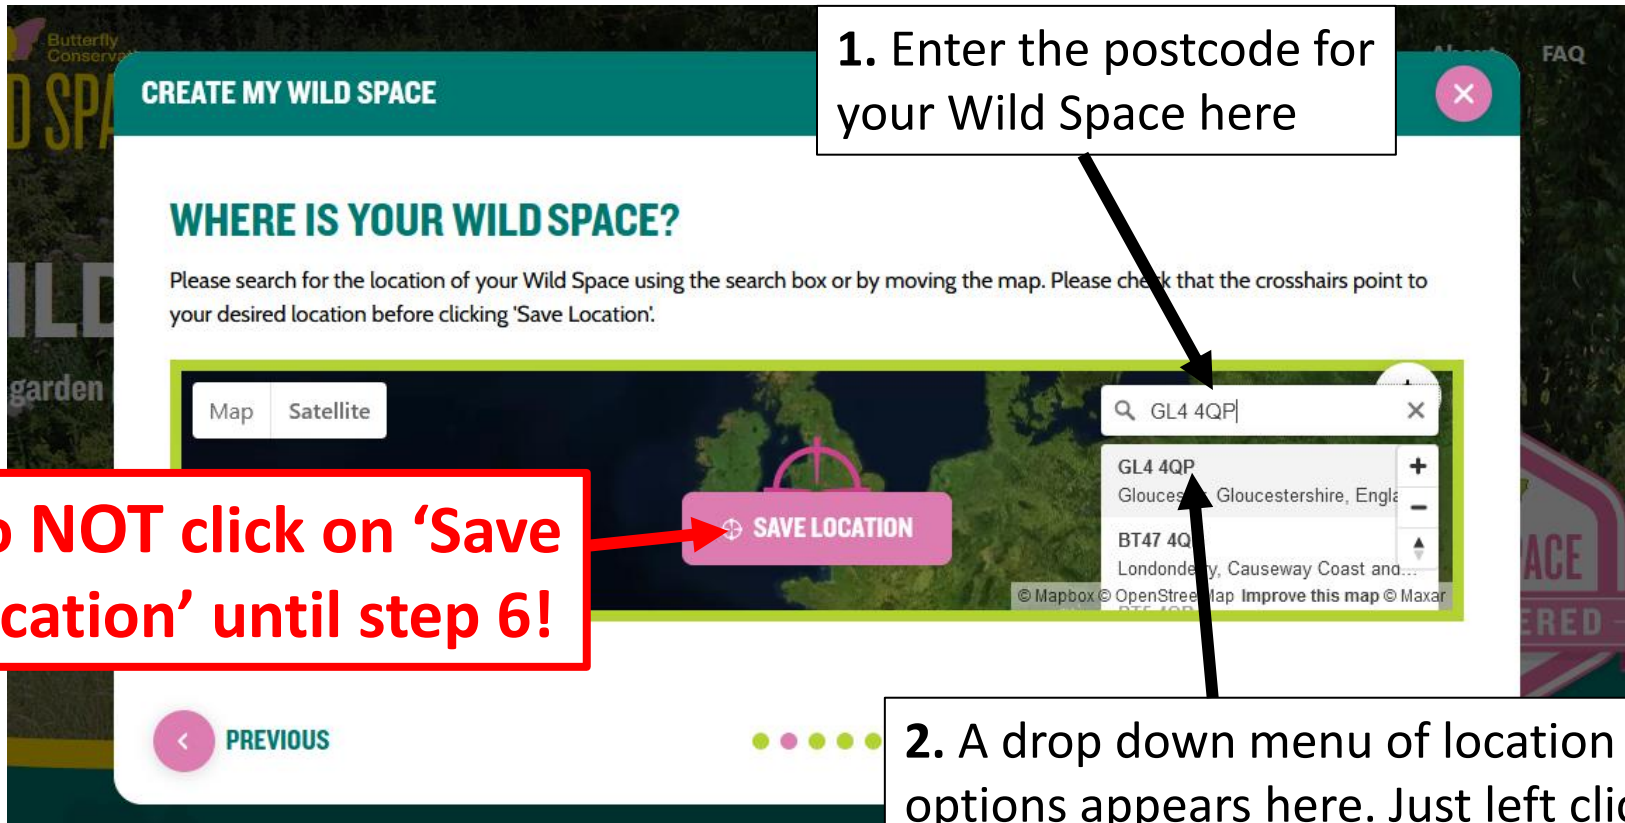 Butterfly
About
FAQ
1. Enter the postcode for
your Wild Space here
CREATE MY WILD SPACE
WHERE IS YOUR WILD SPACE?
Please search for the location of your Wild Space using the search box or by moving the map. Please check that the crosshairs point to
your desired location before clicking 'Save Location'.
garden
Map Satellite
GL4 4QP
GL4 4QP
Gloucester, Gloucestershire,
SAVE LOCATION
BT47
Londonderry, Causeway Coast and...
© Mapbox © OpenStreetMap Improve this map © Maxar
NOT click on ‘Save
until step 6!
PREVIOUS
2. A drop down menu of location
options appears here. Just left